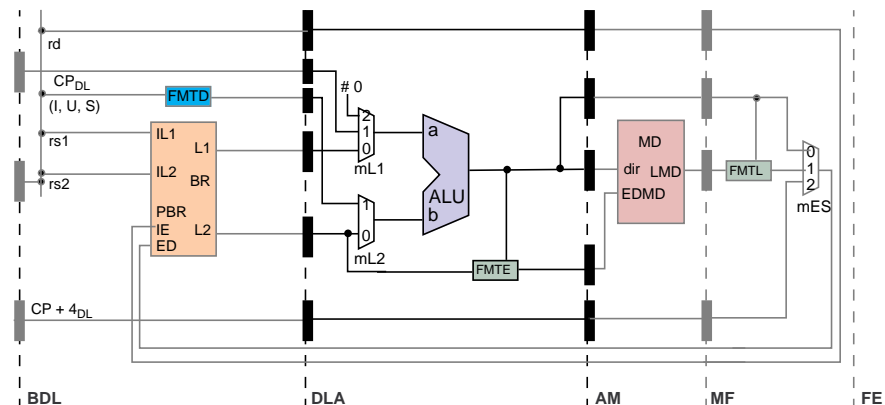 rd
CP_DL
# 0
(I, U, S)
FMTD
2
1
0
mL1
a
rs1
IL1
L1
MD
0
1
2
mES
IL2
BR
dir
LMD
FMTL
rs2
ALU
EDMD
PBR
IE
ED
L2
1
0
mL2
b
FMTE
CP + 4_DL
BDL
DLA
AM
MF
FE